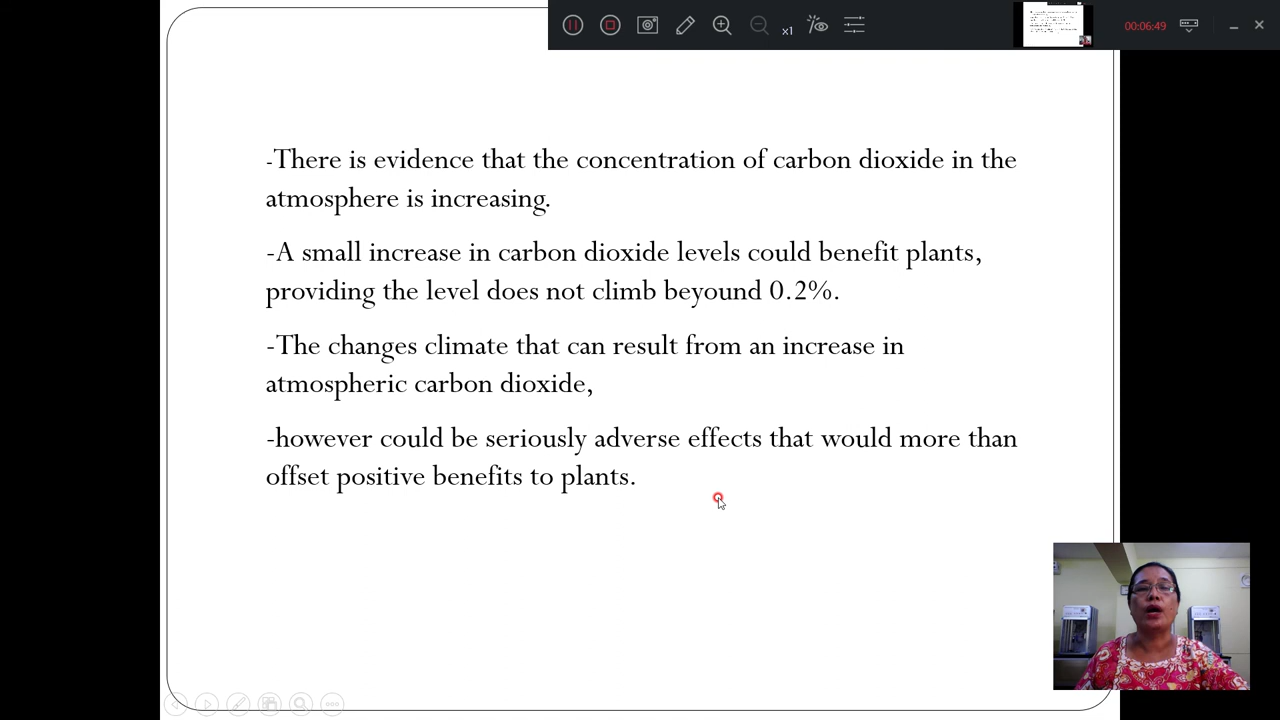 x1
00:06:49
-There is evidence that the concentration of carbon dioxide in the
atmosphere is increasing.
-A small increase in carbon dioxide levels could benefit plants,
providing the level does not climb beyound 0.2%.
-The changes climate that can result from an increase in
atmospheric carbon dioxide,
-however could be seriously adverse effects that would more than
offset positive benefits to plants.